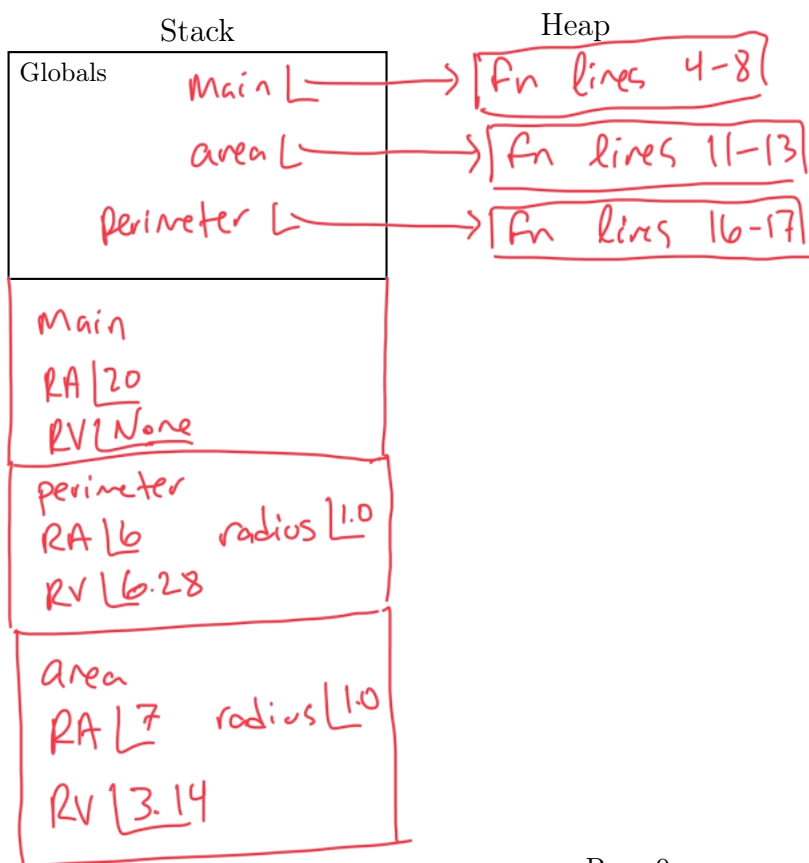 Stack Heap
Globals
main fn lines 4-8
area fn lines 11-13
perimeter fn lines 16-17
main
RA 20
RV None
perimeter
RA 6 radius 1.0
RV 6.28
area
RA 7 radius 1.0
RV 3.14